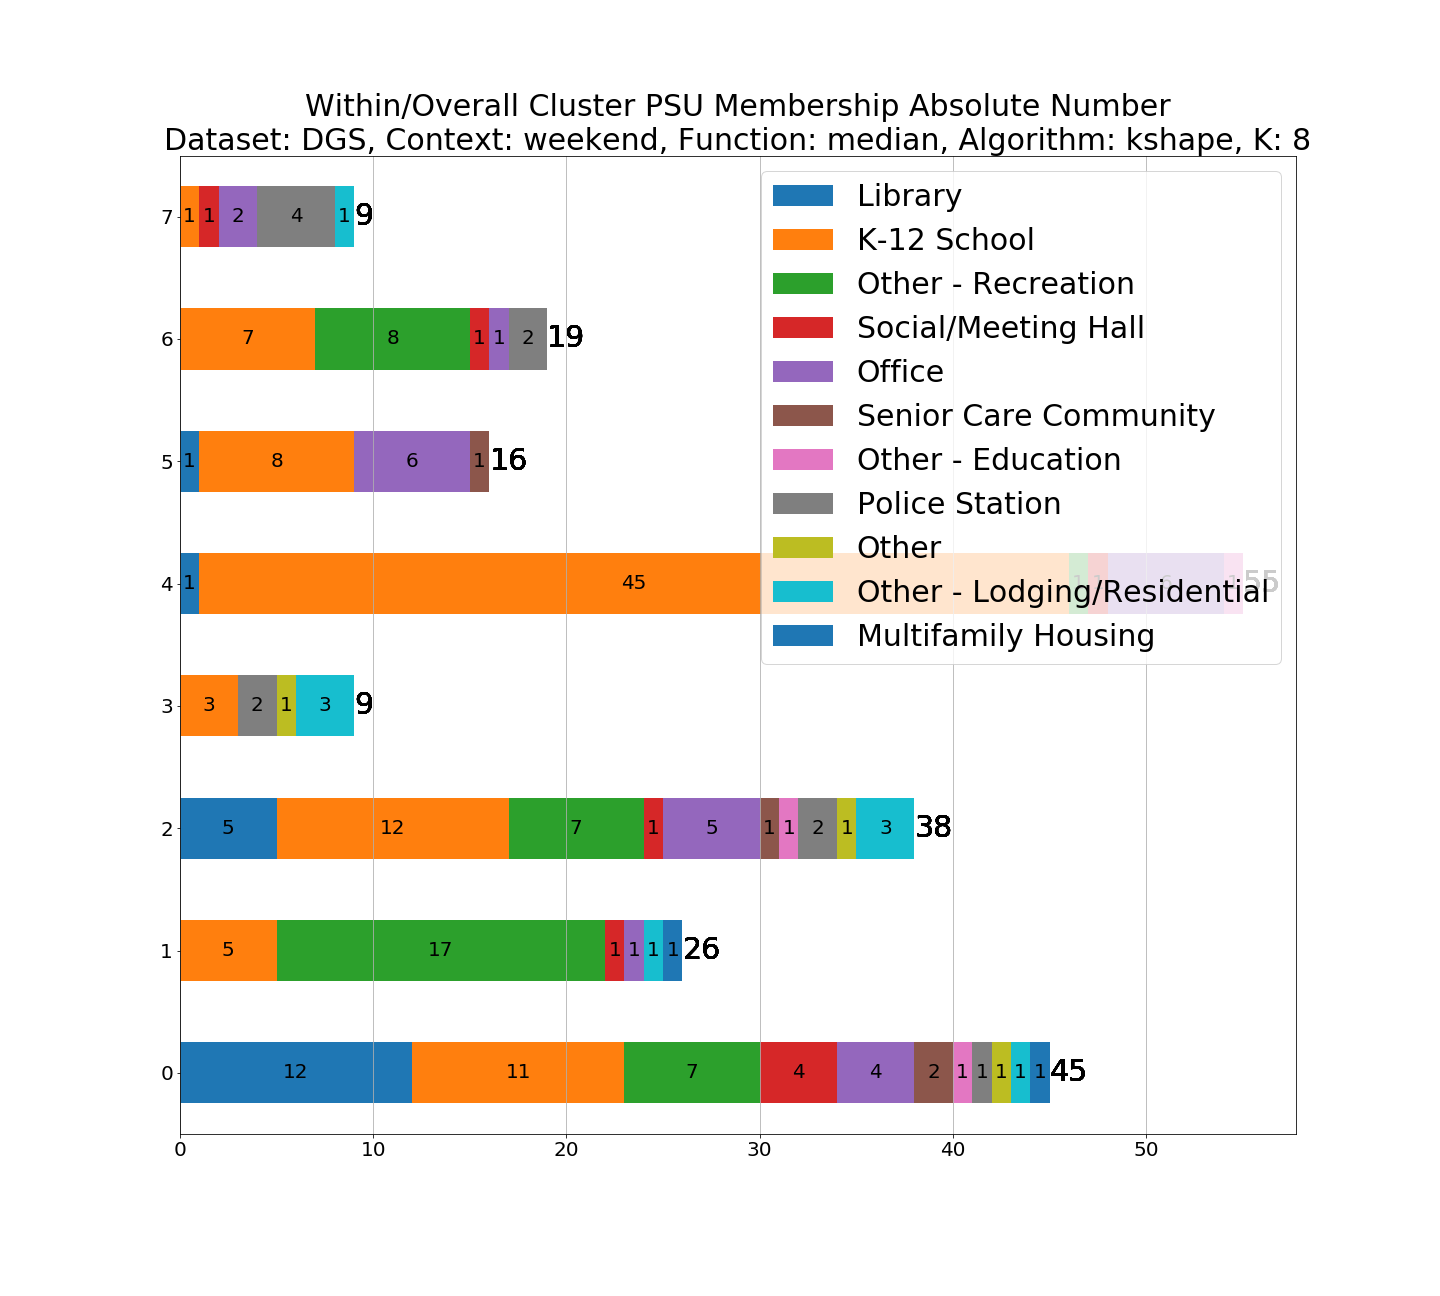 Within/Overall Cluster PSU Membership Absolute Number
Dataset: DGS, Context: weekend, Function: median, Algorithm: kshape, K: 8
Library
K-12 School
Other - Recreation
Social/Meeting Hall
Office
Senior Care Community
Other - Education
Police Station
Other
Other - Lodging/Residential
Multifamily Housing
7 1 1 2 4 1 9
6 7 8 1 1 2 19
5 1 8 6 1 16
4 1 45 1 1 6 1 55
3 3 2 1 3 9
2 5 12 7 1 5 1 1 2 1 3 38
1 5 17 1 1 1 1 26
0 12 11 7 4 4 2 1 1 1 1 1 45
0 10 20 30 40 50